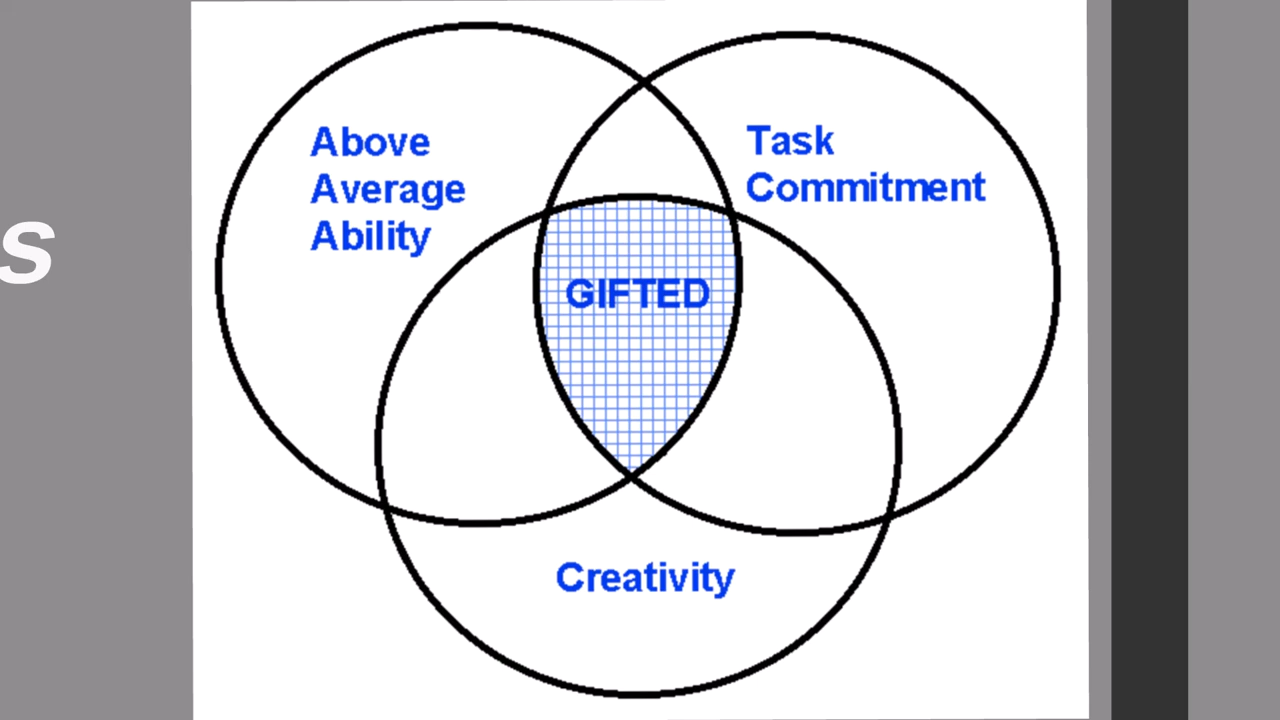 Above
Average
Ability
Task
Commitment
s
GIFTED
Creativity